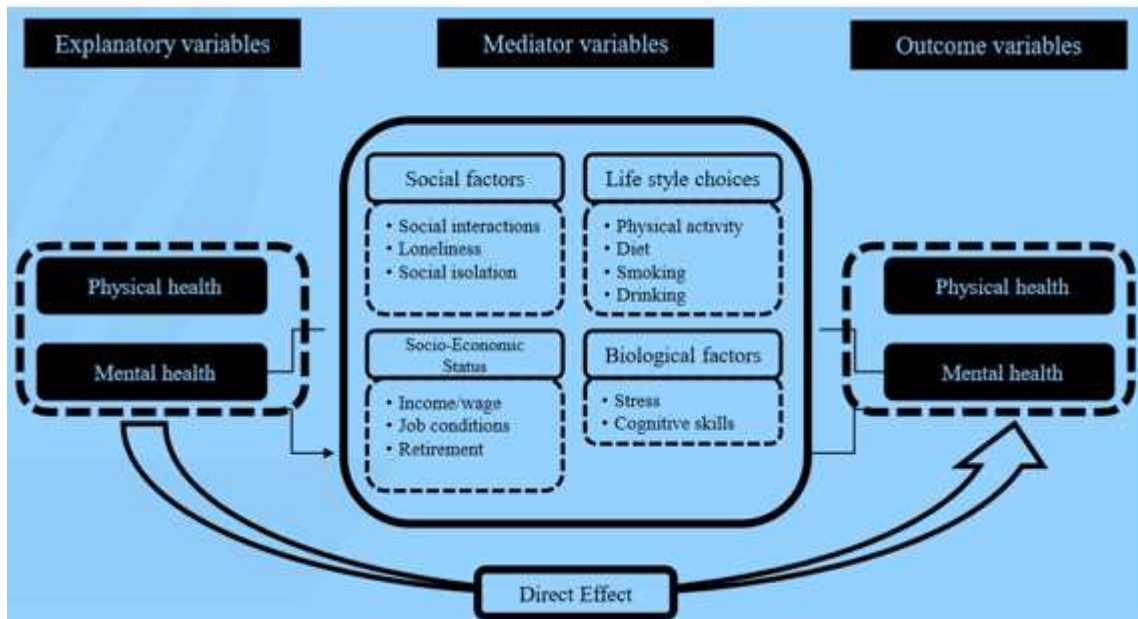 Explanatory variables
Mediator variables
Outcome variables
Physical health
Mental health
Social factors
• Social interactions
• Loneliness
• Social isolation
Life style choices
• Physical activity
• Diet
• Smoking
• Drinking
Socio-Economic
Status
• Income/wage
• Job conditions
• Retirement
Biological factors
• Stress
• Cognitive skills
Physical health
Mental health
Direct Effect